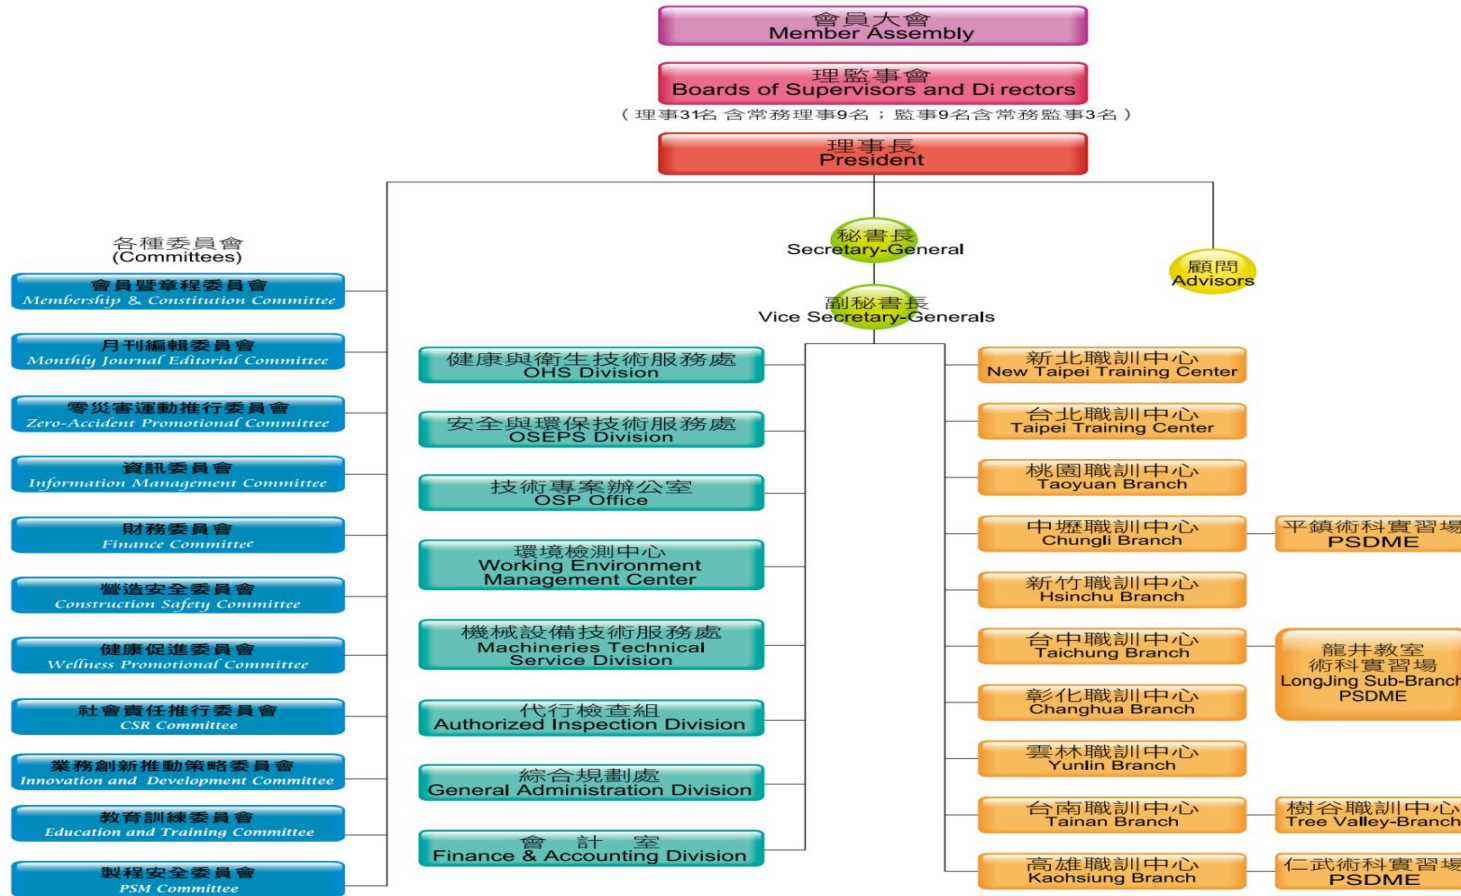 會員大會
Member Assembly
理監事會
Boards of Supervisors and Directors
(理事31名 含常務理事9名；監事9名含常務監事3名)
理事長
President
秘書長
Secretary-General
副秘書長
Vice Secretary-Generals
顧問
Advisors
各種委員會
(Committees)
會員暨章程委員會
Membership & Constitution Committee
月刊編輯委員會
Monthly Journal Editorial Committee
零災害運動推行委員會
Zero-Accident Promotional Committee
資訊委員會
Information Management Committee
財務委員會
Finance Committee
營造安全委員會
Construction Safety Committee
健康促進委員會
Wellness Promotional Committee
社會責任推行委員會
CSR Committee
業務創新推動策略委員會
Innovation and Development Committee
教育訓練委員會
Education and Training Committee
製程安全委員會
PSM Committee
健康與衛生技術服務處
OHS Division
安全與環保技術服務處
OSEPS Division
技術專案辦公室
OSP Office
環境檢測中心
Working Environment
Management Center
機械設備技術服務處
Machineries Technical
Service Division
代行檢查組
Authorized Inspection Division
綜合規劃處
General Administration Division
會 計 室
Finance & Accounting Division
新北職訓中心
New Taipei Training Center
台北職訓中心
Taipei Training Center
桃園職訓中心
Taoyuan Branch
中壢職訓中心
Chungli Branch
平鎮術科實習場
PSDME
新竹職訓中心
Hsinchu Branch
台中職訓中心
Taichung Branch
龍井教室
術科實習場
LongJing Sub-Branch
PSDME
彰化職訓中心
Changhua Branch
雲林職訓中心
Yunlin Branch
台南職訓中心
Tainan Branch
樹谷職訓中心
Tree Valley-Branch
高雄職訓中心
Kaohsiung Branch
仁武術科實習場
PSDME